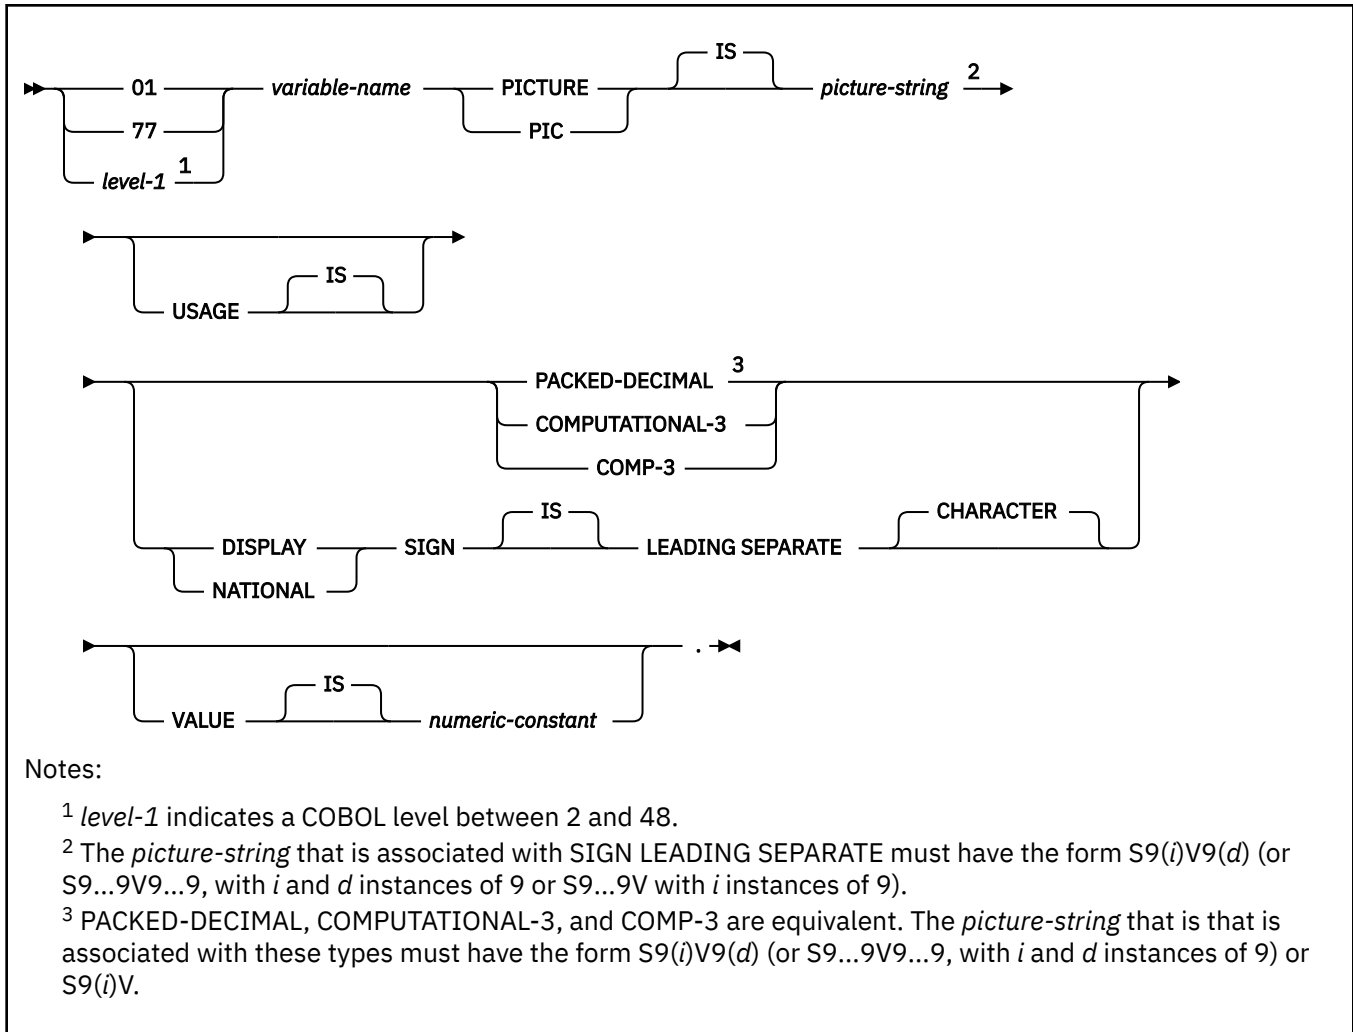 IS
01 variable-name PICTURE picture-string 2
77 PIC
level-1 1
IS
USAGE
PACKED-DECIMAL 3
COMPUTATIONAL-3
COMP-3
IS CHARACTER
DISPLAY SIGN LEADING SEPARATE
NATIONAL
.
IS
VALUE numeric-constant
Notes:
1 level-1 indicates a COBOL level between 2 and 48.
2 The picture-string that is associated with SIGN LEADING SEPARATE must have the form S9(i)V9(d) (or
S9...9V9...9, with i and d instances of 9 or S9...9V with i instances of 9).
3 PACKED-DECIMAL, COMPUTATIONAL-3, and COMP-3 are equivalent. The picture-string that is that is
associated with these types must have the form S9(i)V9(d) (or S9...9V9...9, with i and d instances of 9) or
S9(i)V.